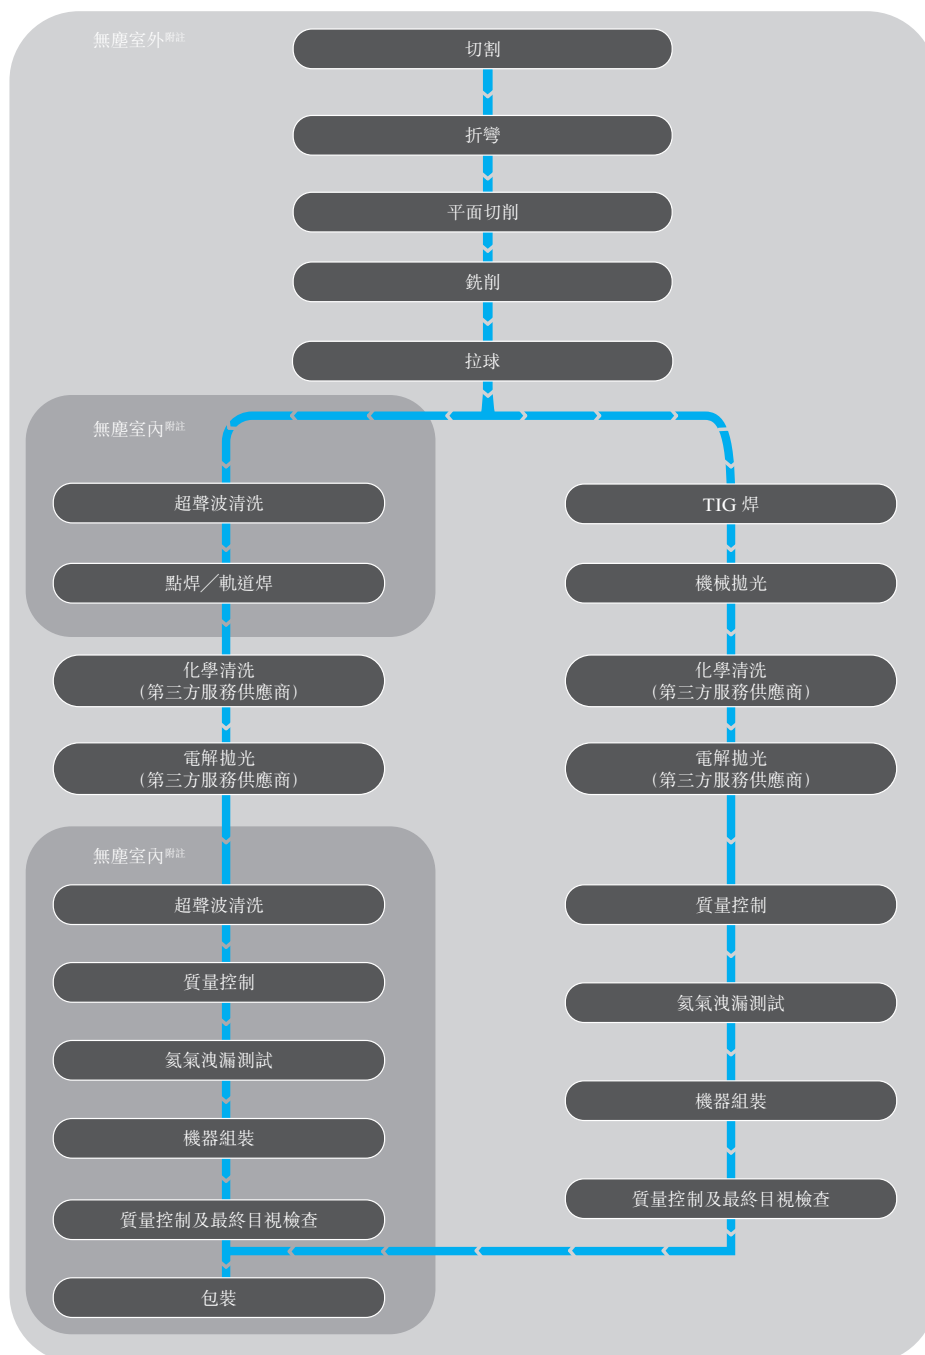 無塵室外附註
切割
折彎
平面切削
銑削
拉球
無塵室內附註
超聲波清洗
點焊／軌道焊
化學清洗
(第三方服務供應商)
電解拋光
(第三方服務供應商)
無塵室內附註
超聲波清洗
質量控制
氦氣洩漏測試
機器組裝
質量控制及最終目視檢查
包裝
TIG 焊
機械拋光
化學清洗
(第三方服務供應商)
電解拋光
(第三方服務供應商)
質量控制
氦氣洩漏測試
機器組裝
質量控制及最終目視檢查